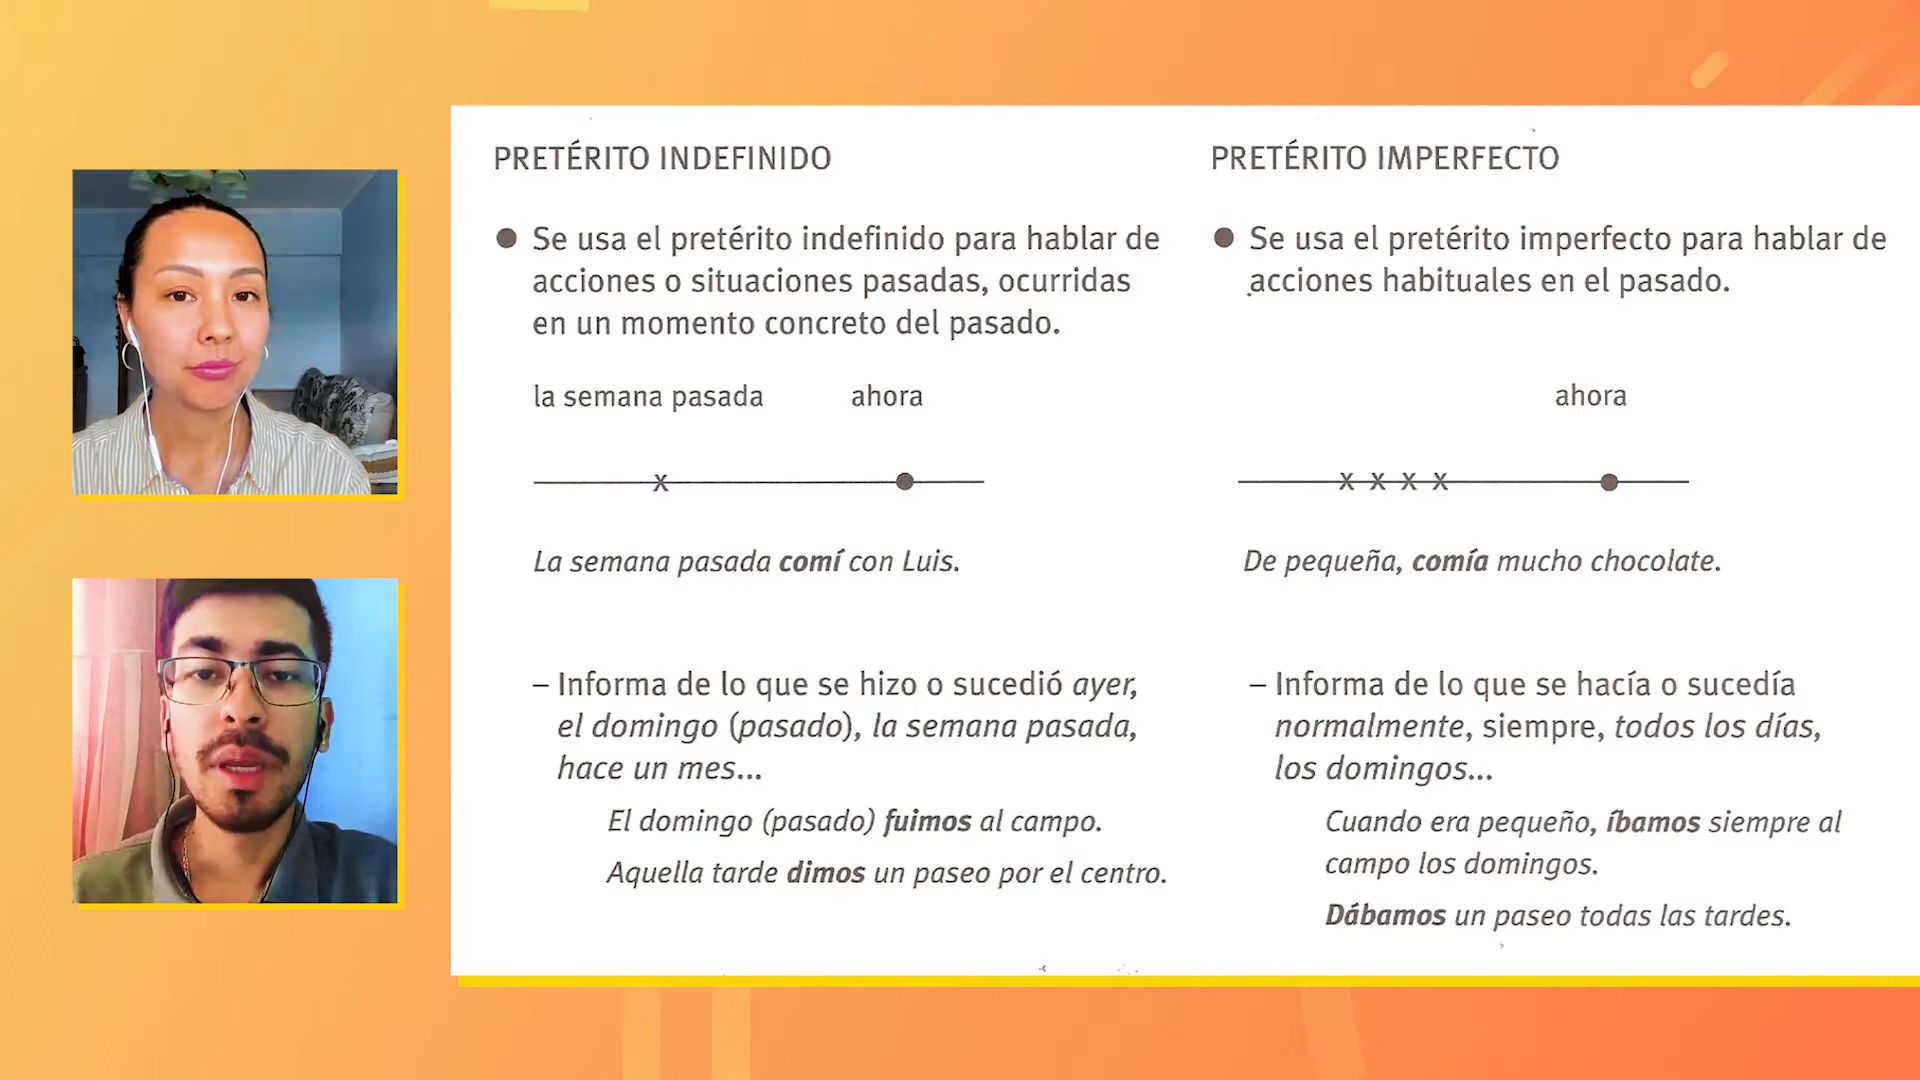 PRETÉRITO INDEFINIDO
● Se usa el pretérito indefinido para hablar de
acciones o situaciones pasadas, ocurridas
en un momento concreto del pasado.
la semana pasada ahora
x
La semana pasada comí con Luis.
– Informa de lo que se hizo o sucedió ayer,
el domingo (pasado), la semana pasada,
hace un mes...
El domingo (pasado) fuimos al campo.
Aquella tarde dimos un paseo por el centro.
PRETÉRITO IMPERFECTO
● Se usa el pretérito imperfecto para hablar de
acciones habituales en el pasado.
ahora
x x x x
De pequeña, comía mucho chocolate.
– Informa de lo que se hacía o sucedía
normalmente, siempre, todos los días,
los domingos...
Cuando era pequeño, íbamos siempre al
campo los domingos.
Dábamos un paseo todas las tardes.